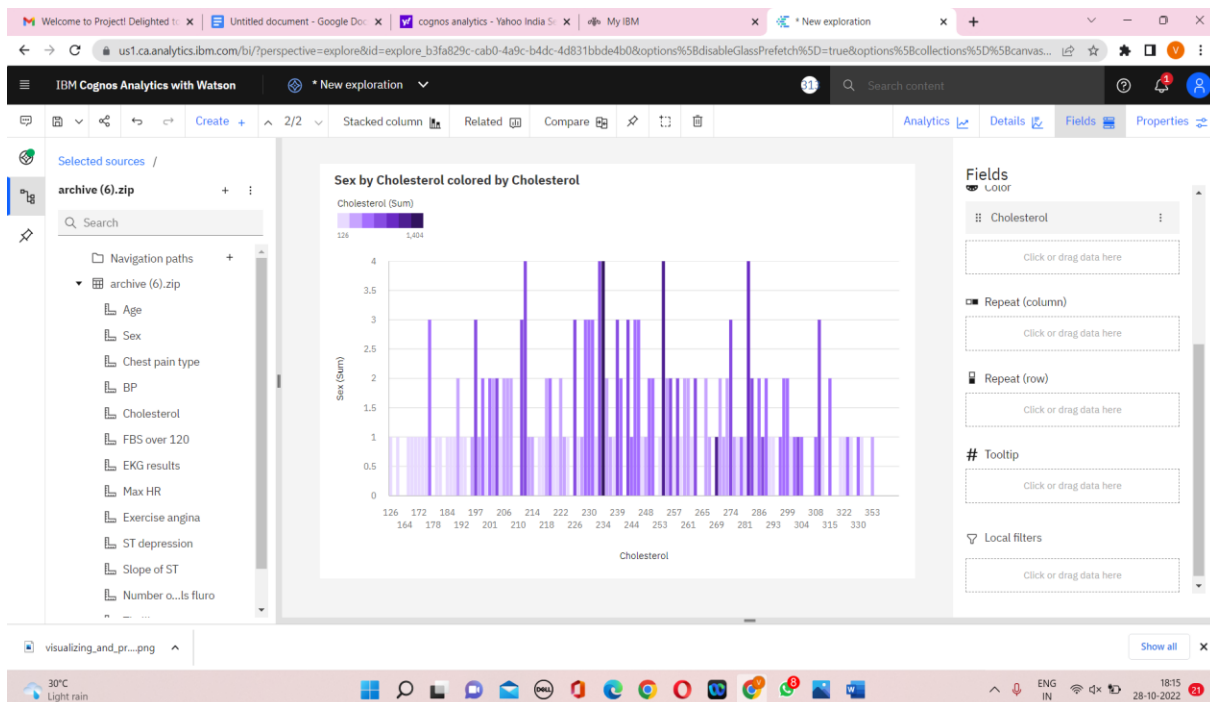 Welcome to Project! Delighted to
Untitled document - Google Doc
cognos analytics - Yahoo India Se
My IBM
* New exploration
us1.ca.analytics.ibm.com/bi/?perspective=explore&id=explore_b3fa829c-cab0-4a9c-b4dc-4d831bbde4b0&options%5BdisableGlassPrefetch%5D=true&options%5Bcollections%5D%5Bcanvas...
V
IBM Cognos Analytics with Watson
* New exploration
Search content
1
Create +
2/2
Stacked column
Related
Compare
Analytics
Details
Fields
Properties
Selected sources /
archive (6).zip
Search
Navigation paths
archive (6).zip
Age
Sex
Chest pain type
BP
Cholesterol
FBS over 120
EKG results
Max HR
Exercise angina
ST depression
Slope of ST
Number o...ls fluro
Sex by Cholesterol colored by Cholesterol
Cholesterol (Sum)
126 1,404
4
3.5
3
2.5
2
1.5
1
0.5
0
Sex (Sum)
126 172 184 197 206 214 222 230 239 248 257 265 274 286 299 308 322 353
164 178 192 201 210 218 226 234 244 253 261 269 281 293 304 315 330
Cholesterol
Fields
Color
Cholesterol
Click or drag data here
Repeat (column)
Click or drag data here
Repeat (row)
Click or drag data here
Tooltip
Click or drag data here
Local filters
Click or drag data here
visualizing_and_pr....png
Show all
30°C
Light rain
DELL
V
8
ENG
IN
18:15
28-10-2022
21